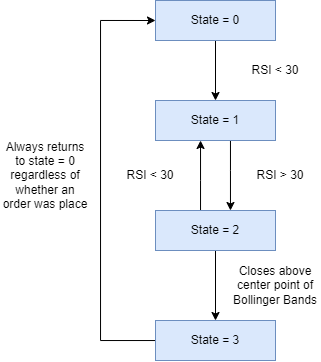 State = 0
RSI < 30
State = 1
Always returns
to state = 0
regardless of
whether an
order was place
RSI < 30
RSI > 30
State = 2
Closes above
center point of
Bollinger Bands
State = 3